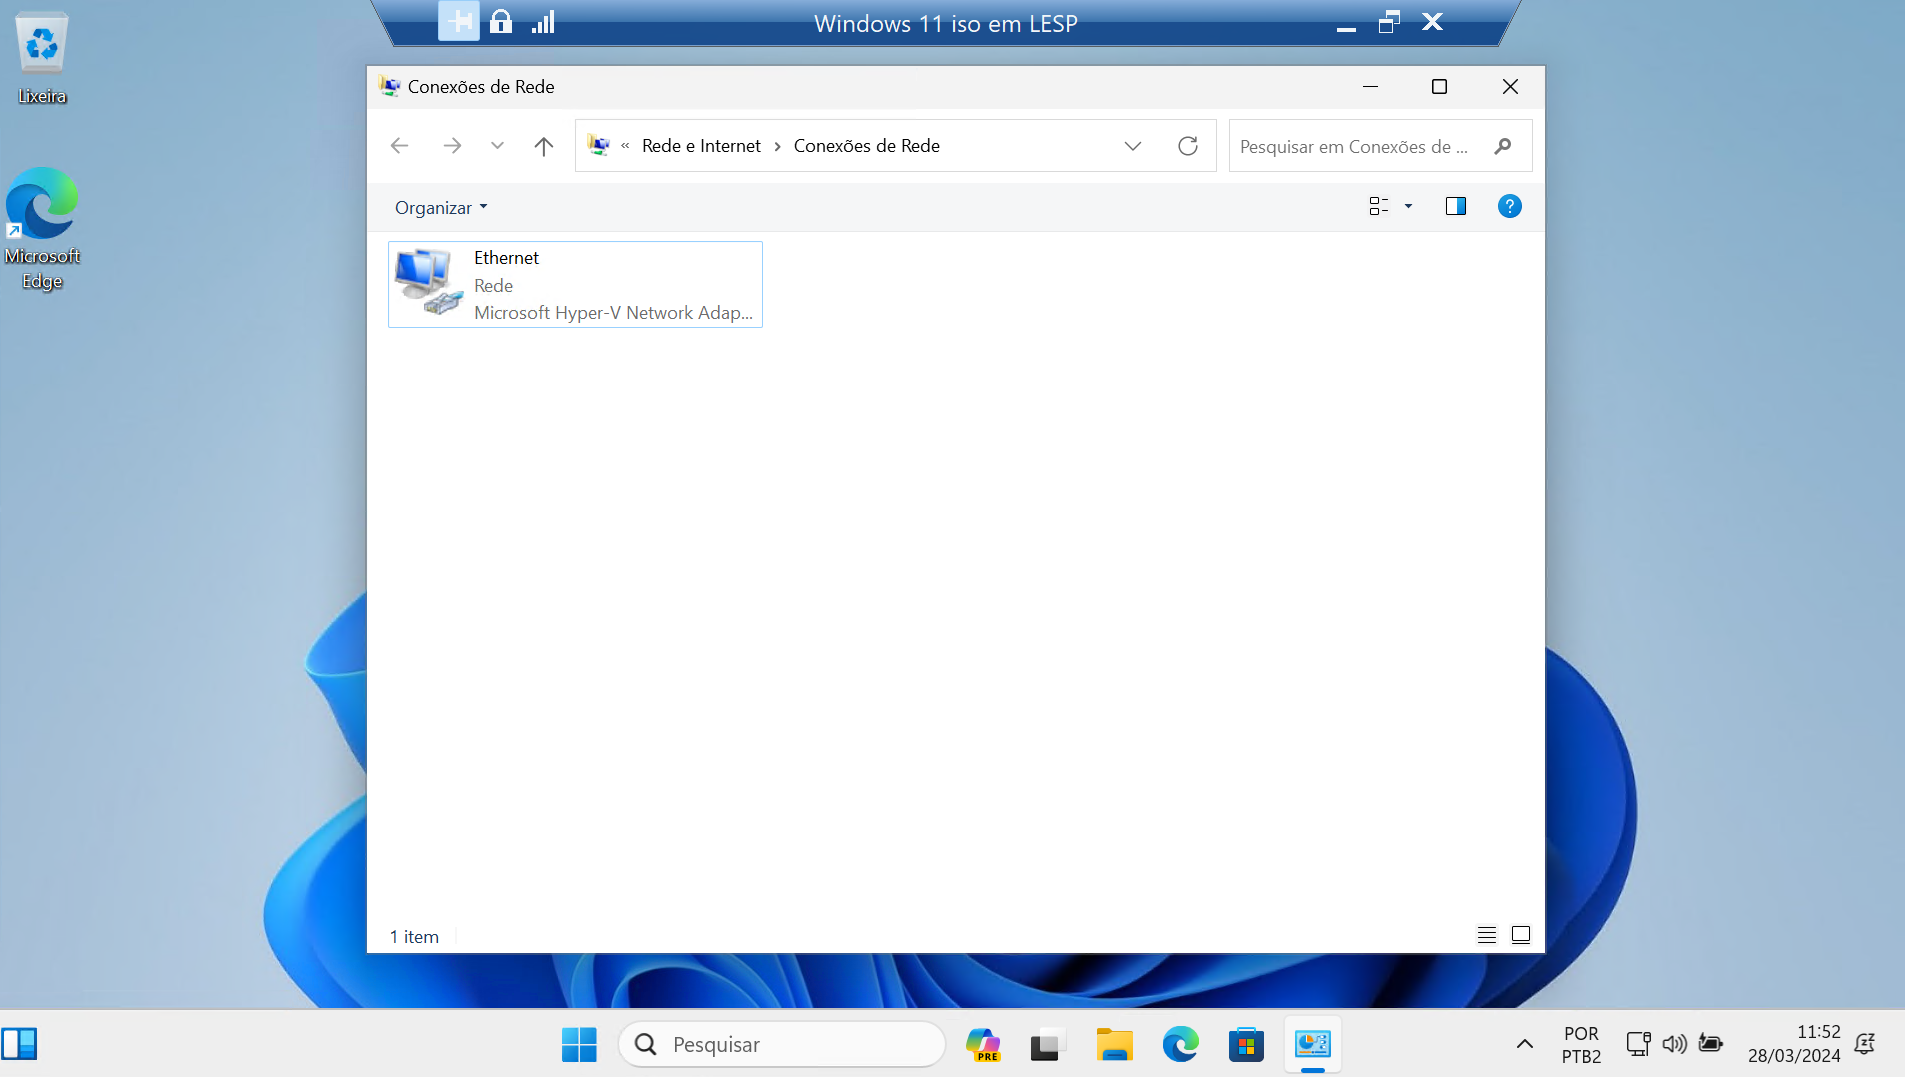 Windows 11 iso em LESP
Lixeira
Microsoft
Edge
Conexões de Rede
« Rede e Internet › Conexões de Rede
Pesquisar em Conexões de ...
Organizar
?
Ethernet
Rede
Microsoft Hyper-V Network Adap...
1 item
Pesquisar
PRE
POR
PTB2
11:52
28/03/2024